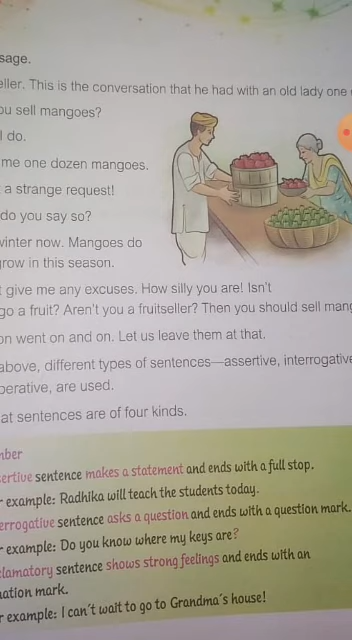 sage.
eller. This is the conversation that he had with an old lady one
ou sell mangoes?
I do.
me one dozen mangoes.
a strange request!
do you say so?
winter now. Mangoes do
grow in this season.
t give me any excuses. How silly you are! Isn't
go a fruit? Aren't you a fruitseller? Then you should sell mang
on went on and on. Let us leave them at that.
above, different types of sentences—assertive, interrogative
perative, are used.
at sentences are of four kinds.
mber
sertive sentence makes a statement and ends with a full stop.
r example: Radhika will teach the students today.
errogative sentence asks a question and ends with a question mark.
r example: Do you know where my keys are?
clamatory sentence shows strong feelings and ends with an
nation mark.
r example: I can't wait to go to Grandma's house!